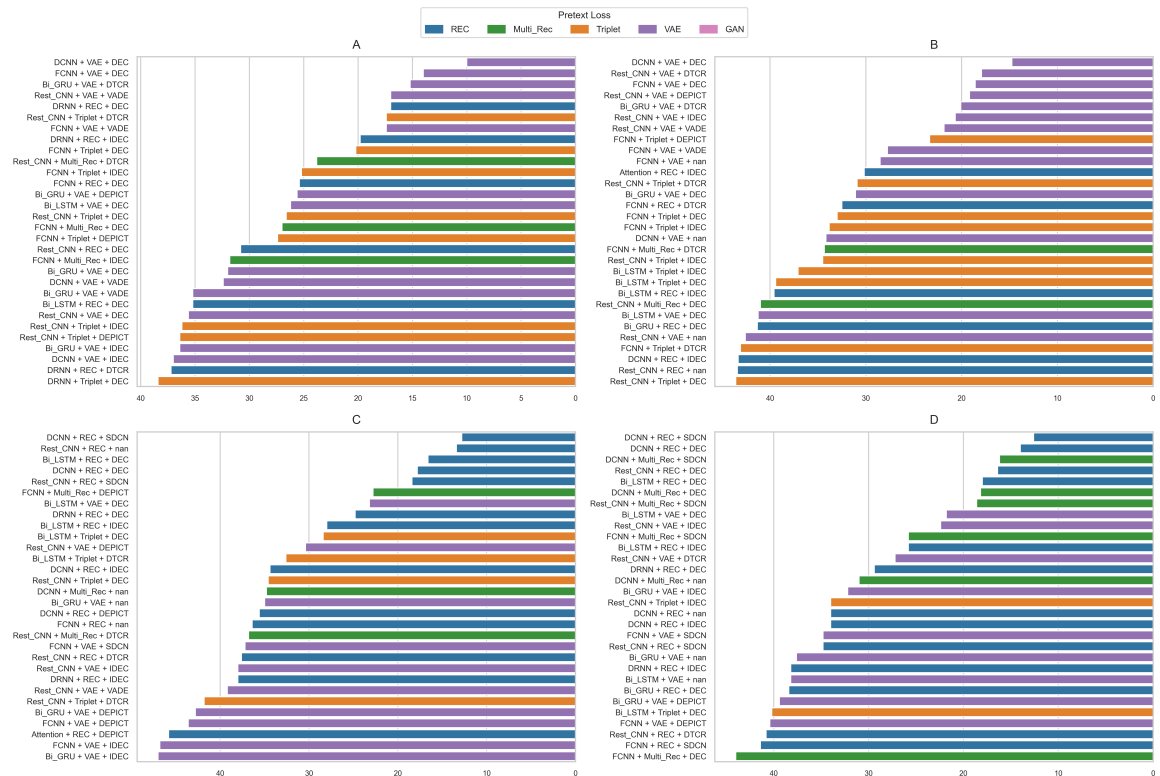 Pretext Loss
REC Multi_Rec Triplet VAE GAN
A
DCNN + VAE + DEC
FCNN + VAE + DEC
Bi_GRU + VAE + DTCR
Rest_CNN + VAE + VADE
DRNN + REC + DEC
Rest_CNN + Triplet + DTCR
FCNN + VAE + VADE
DRNN + REC + IDEC
FCNN + Triplet + DEC
Rest_CNN + Multi_Rec + DTCR
FCNN + Triplet + IDEC
FCNN + REC + DEC
Bi_GRU + VAE + DEPICT
Bi_LSTM + VAE + DEC
Rest_CNN + Triplet + DEC
FCNN + Multi_Rec + DEC
FCNN + Triplet + DEPICT
Rest_CNN + REC + DEC
FCNN + Multi_Rec + IDEC
Bi_GRU + VAE + DEC
DCNN + VAE + VADE
Bi_GRU + VAE + VADE
Bi_LSTM + REC + DEC
Rest_CNN + VAE + DEC
Rest_CNN + Triplet + IDEC
Rest_CNN + Triplet + DEPICT
Bi_GRU + VAE + IDEC
DCNN + VAE + IDEC
DRNN + REC + DTCR
DRNN + Triplet + DEC
40 35 30 25 20 15 10 5 0
B
DCNN + VAE + DEC
Rest_CNN + VAE + DTCR
FCNN + VAE + DEC
Rest_CNN + VAE + DEPICT
Bi_GRU + VAE + DTCR
Rest_CNN + VAE + IDEC
Rest_CNN + VAE + VADE
FCNN + Triplet + DEPICT
FCNN + VAE + VADE
FCNN + VAE + nan
Attention + REC + IDEC
Rest_CNN + Triplet + DTCR
Bi_GRU + VAE + DEC
FCNN + REC + DTCR
FCNN + Triplet + DEC
FCNN + Triplet + IDEC
DCNN + VAE + nan
FCNN + Multi_Rec + DTCR
Rest_CNN + Triplet + IDEC
Bi_LSTM + Triplet + IDEC
Bi_LSTM + Triplet + DEC
Bi_LSTM + REC + IDEC
Rest_CNN + Multi_Rec + DEC
Bi_LSTM + VAE + DEC
Bi_GRU + REC + DEC
Rest_CNN + VAE + nan
FCNN + Triplet + DTCR
DCNN + REC + IDEC
Rest_CNN + REC + nan
Rest_CNN + Triplet + DEC
40 30 20 10 0
C
DCNN + REC + SDCN
Rest_CNN + REC + nan
Bi_LSTM + REC + DEC
DCNN + REC + DEC
Rest_CNN + REC + SDCN
FCNN + Multi_Rec + DEPICT
Bi_LSTM + VAE + DEC
DRNN + REC + DEC
Bi_LSTM + REC + IDEC
Bi_LSTM + Triplet + DEC
Rest_CNN + VAE + DEPICT
Bi_LSTM + Triplet + DTCR
DCNN + REC + IDEC
Rest_CNN + Triplet + DEC
DCNN + Multi_Rec + nan
Bi_GRU + VAE + nan
DCNN + REC + DEPICT
FCNN + REC + nan
Rest_CNN + Multi_Rec + DTCR
FCNN + VAE + SDCN
Rest_CNN + REC + DTCR
Rest_CNN + VAE + IDEC
DRNN + REC + IDEC
Rest_CNN + VAE + VADE
Rest_CNN + Triplet + DTCR
Bi_GRU + VAE + DEPICT
FCNN + VAE + DEPICT
Attention + REC + DEPICT
FCNN + VAE + IDEC
Bi_GRU + VAE + IDEC
40 30 20 10 0
D
DCNN + REC + SDCN
DCNN + REC + DEC
DCNN + Multi_Rec + SDCN
Rest_CNN + REC + DEC
Bi_LSTM + REC + DEC
DCNN + Multi_Rec + DEC
Rest_CNN + Multi_Rec + SDCN
Bi_LSTM + VAE + DEC
Rest_CNN + VAE + IDEC
FCNN + Multi_Rec + SDCN
Bi_LSTM + REC + IDEC
Rest_CNN + VAE + DTCR
DRNN + REC + DEC
DCNN + Multi_Rec + nan
Bi_GRU + VAE + IDEC
Rest_CNN + Triplet + IDEC
DCNN + REC + nan
DCNN + REC + IDEC
FCNN + VAE + SDCN
Rest_CNN + REC + SDCN
Bi_GRU + VAE + nan
DRNN + REC + IDEC
Bi_LSTM + VAE + nan
Bi_GRU + REC + DEC
Bi_GRU + VAE + DEPICT
Bi_LSTM + Triplet + DEC
FCNN + VAE + DEPICT
Rest_CNN + REC + DTCR
FCNN + REC + SDCN
FCNN + Multi_Rec + DEC
40 30 20 10 0